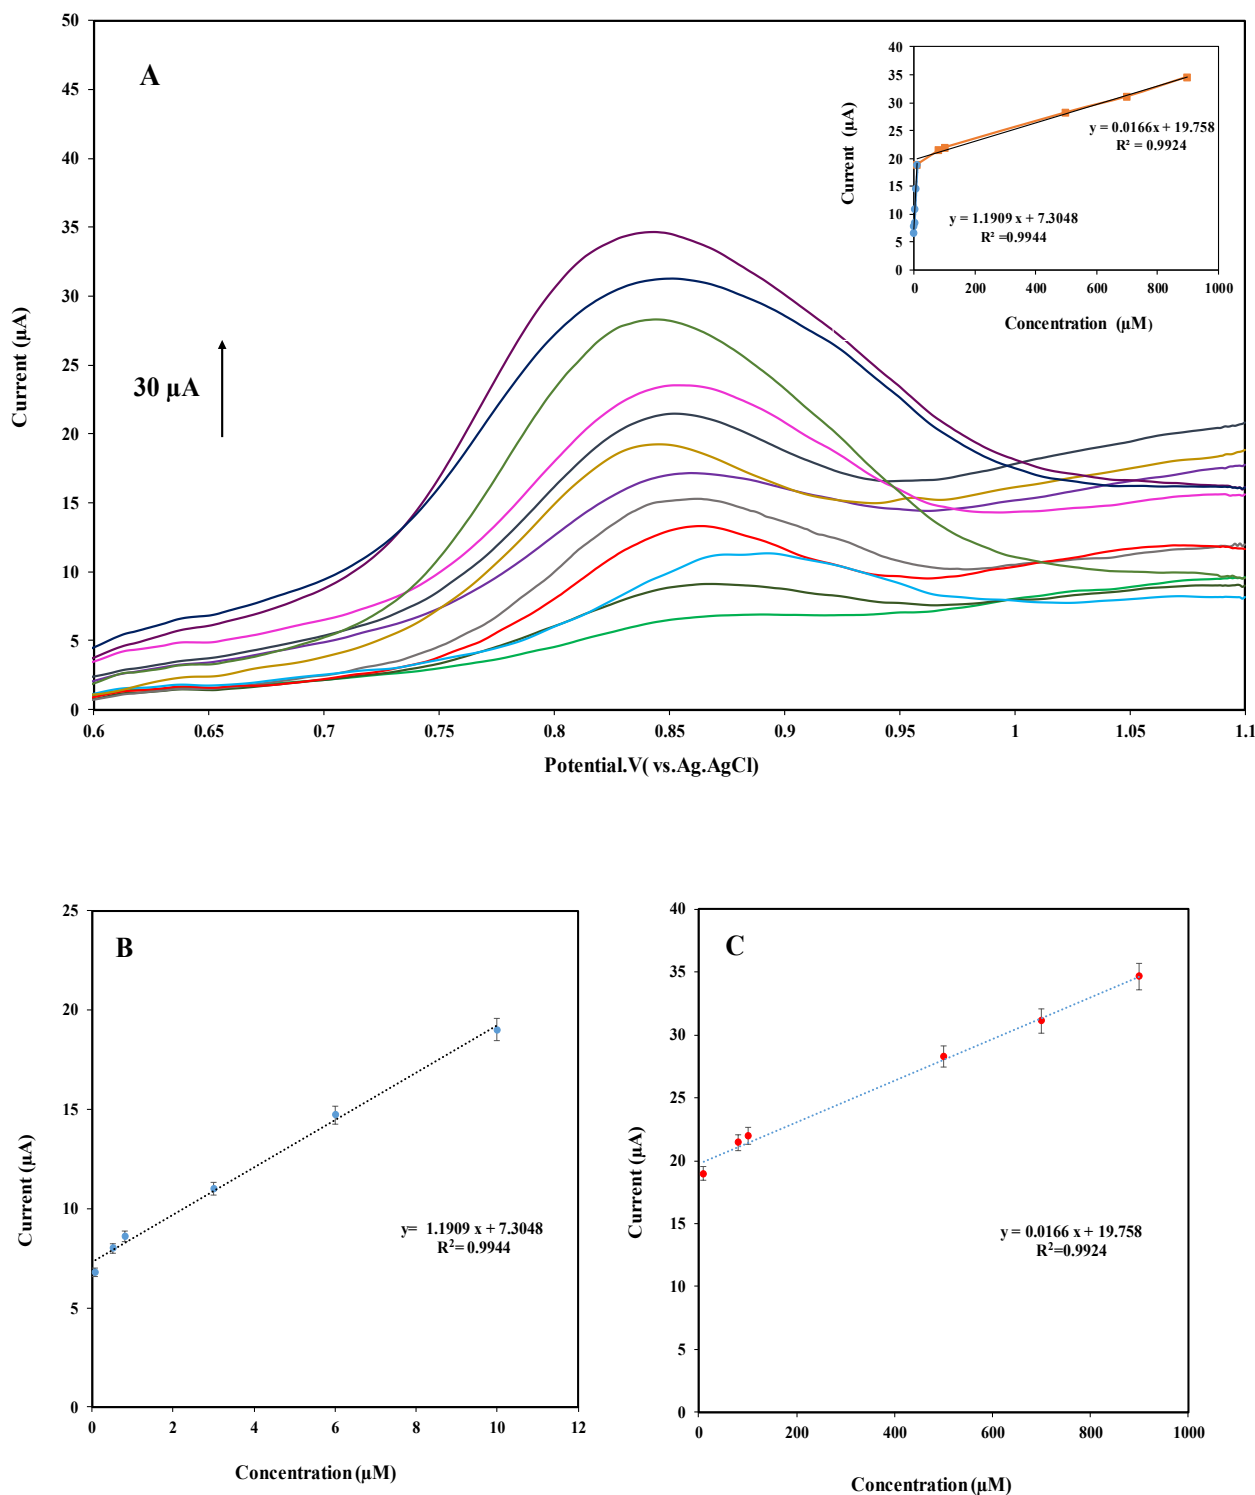 A
50
45
40
35
30
25
20
15
10
5
0
Current (µA)
30 µA
0.6 0.65 0.7 0.75 0.8 0.85 0.9 0.95 1 1.05 1.1
Potential.V( vs.Ag.AgCl)
40
35
30
25
20
15
10
5
0
Current (µA)
y = 0.0166x + 19.758
R² = 0.9924
y = 1.1909 x + 7.3048
R² =0.9944
0 200 400 600 800 1000
Concentration (µM)
B
25
20
15
10
5
0
Current (µA)
y= 1.1909 x + 7.3048
R²= 0.9944
0 2 4 6 8 10 12
Concentration (µM)
C
40
35
30
25
20
15
10
5
0
Current (µA)
y = 0.0166 x + 19.758
R²=0.9924
0 200 400 600 800 1000
Concentration (µM)